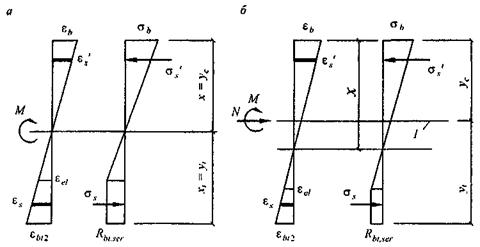 а
ε_b
σ_b
ε_s′
σ_s′
x = y_c
M
x_t = y_t
ε_el
ε_s
σ_s
ε_bt2
R_bt,ser
б
ε_b
σ_b
ε_s′
σ_s′
x
y_c
N
M
1
y_t
ε_el
ε_s
σ_s
ε_bt2
R_bt,ser